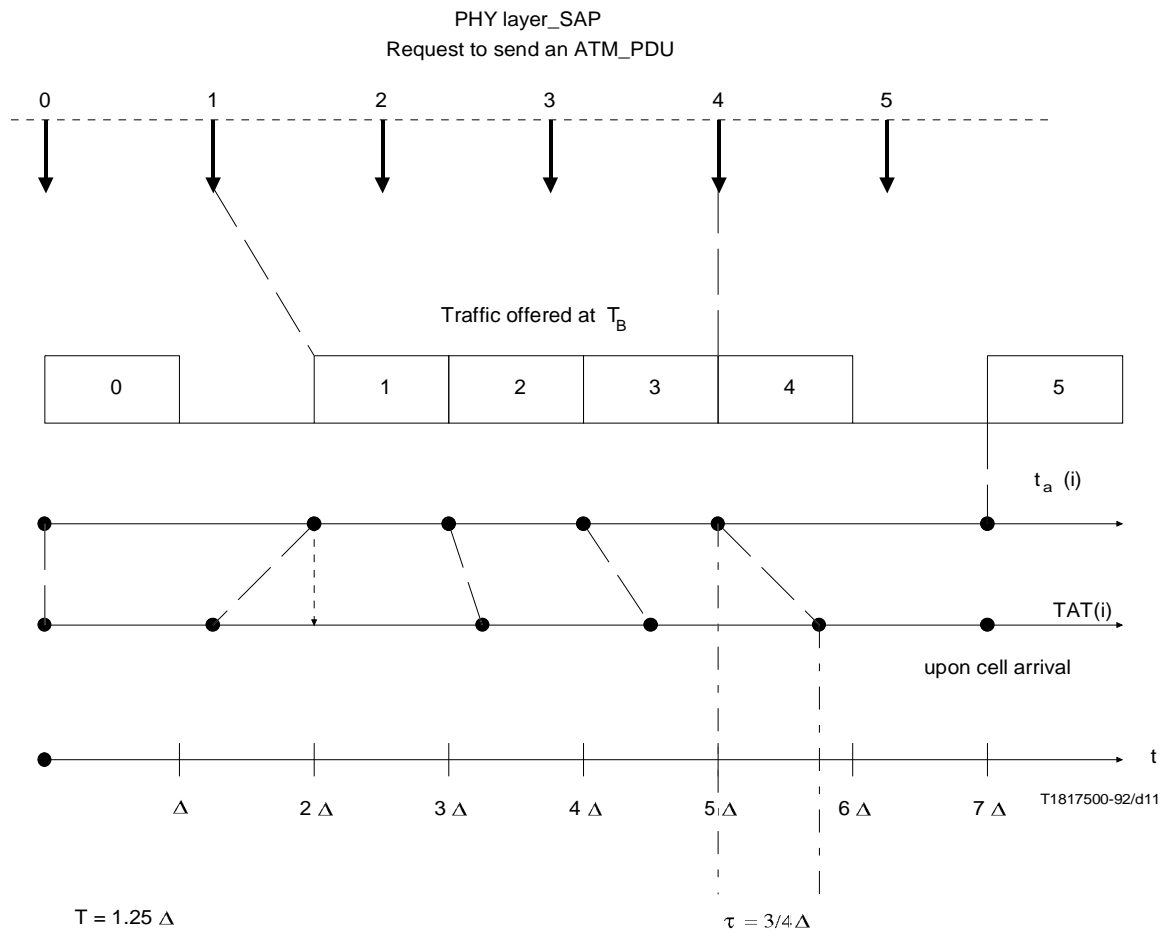 PHY layer_SAP
Request to send an ATM_PDU
0 1 2 3 4 5
Traffic offered at T_B
0 1 2 3 4 5
t_a (i)
TAT(i)
upon cell arrival
t
Δ 2 Δ 3 Δ 4 Δ 5 Δ 6 Δ 7 Δ
T1817500-92/d11
T = 1.25 Δ τ = 3/4 Δ